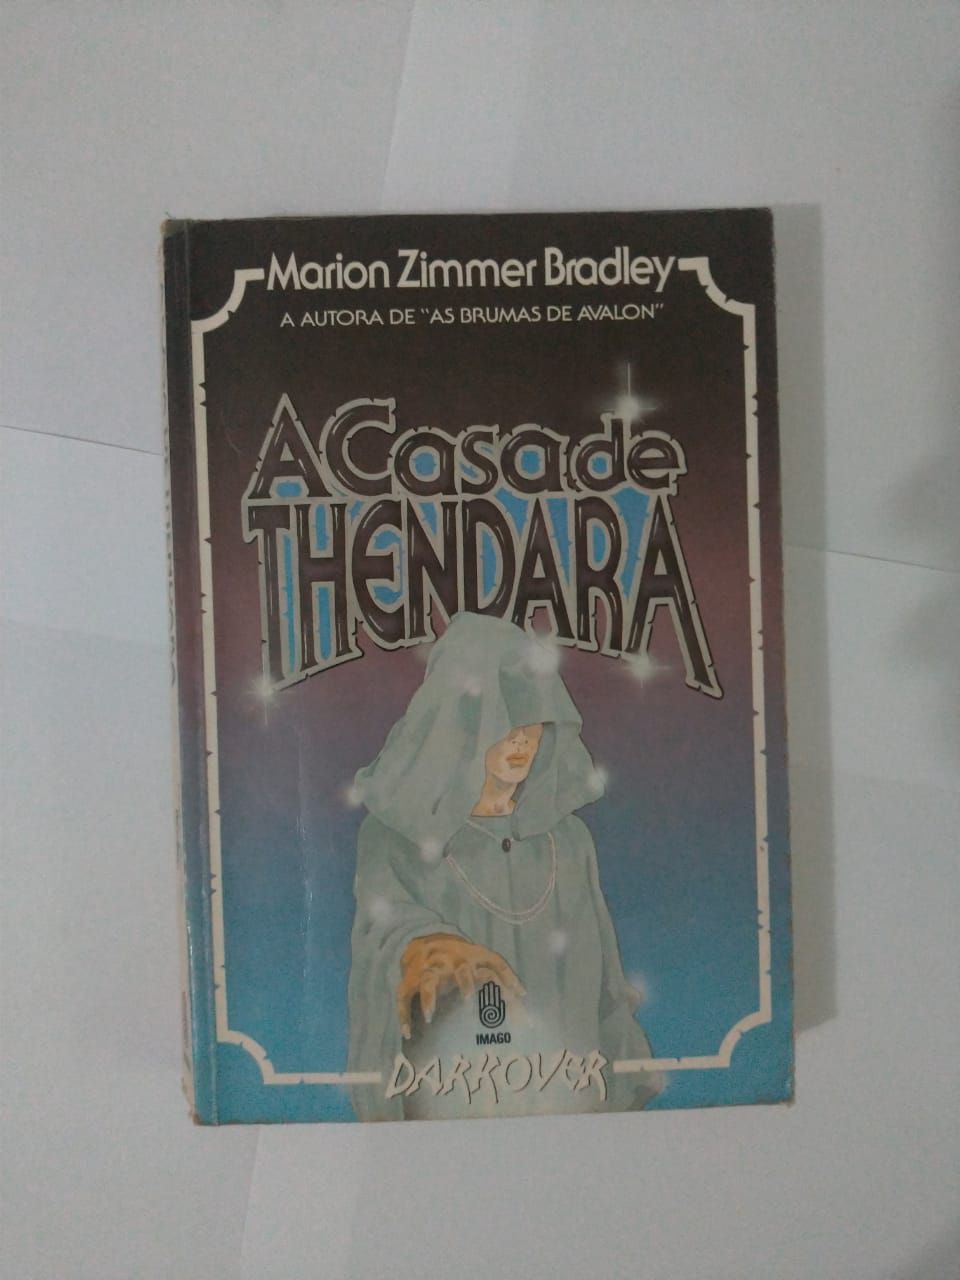 Marion Zimmer Bradley
A AUTORA DE "AS BRUMAS DE AVALON"
A Casa de
THENDARA
IMAGO
DARKOVER